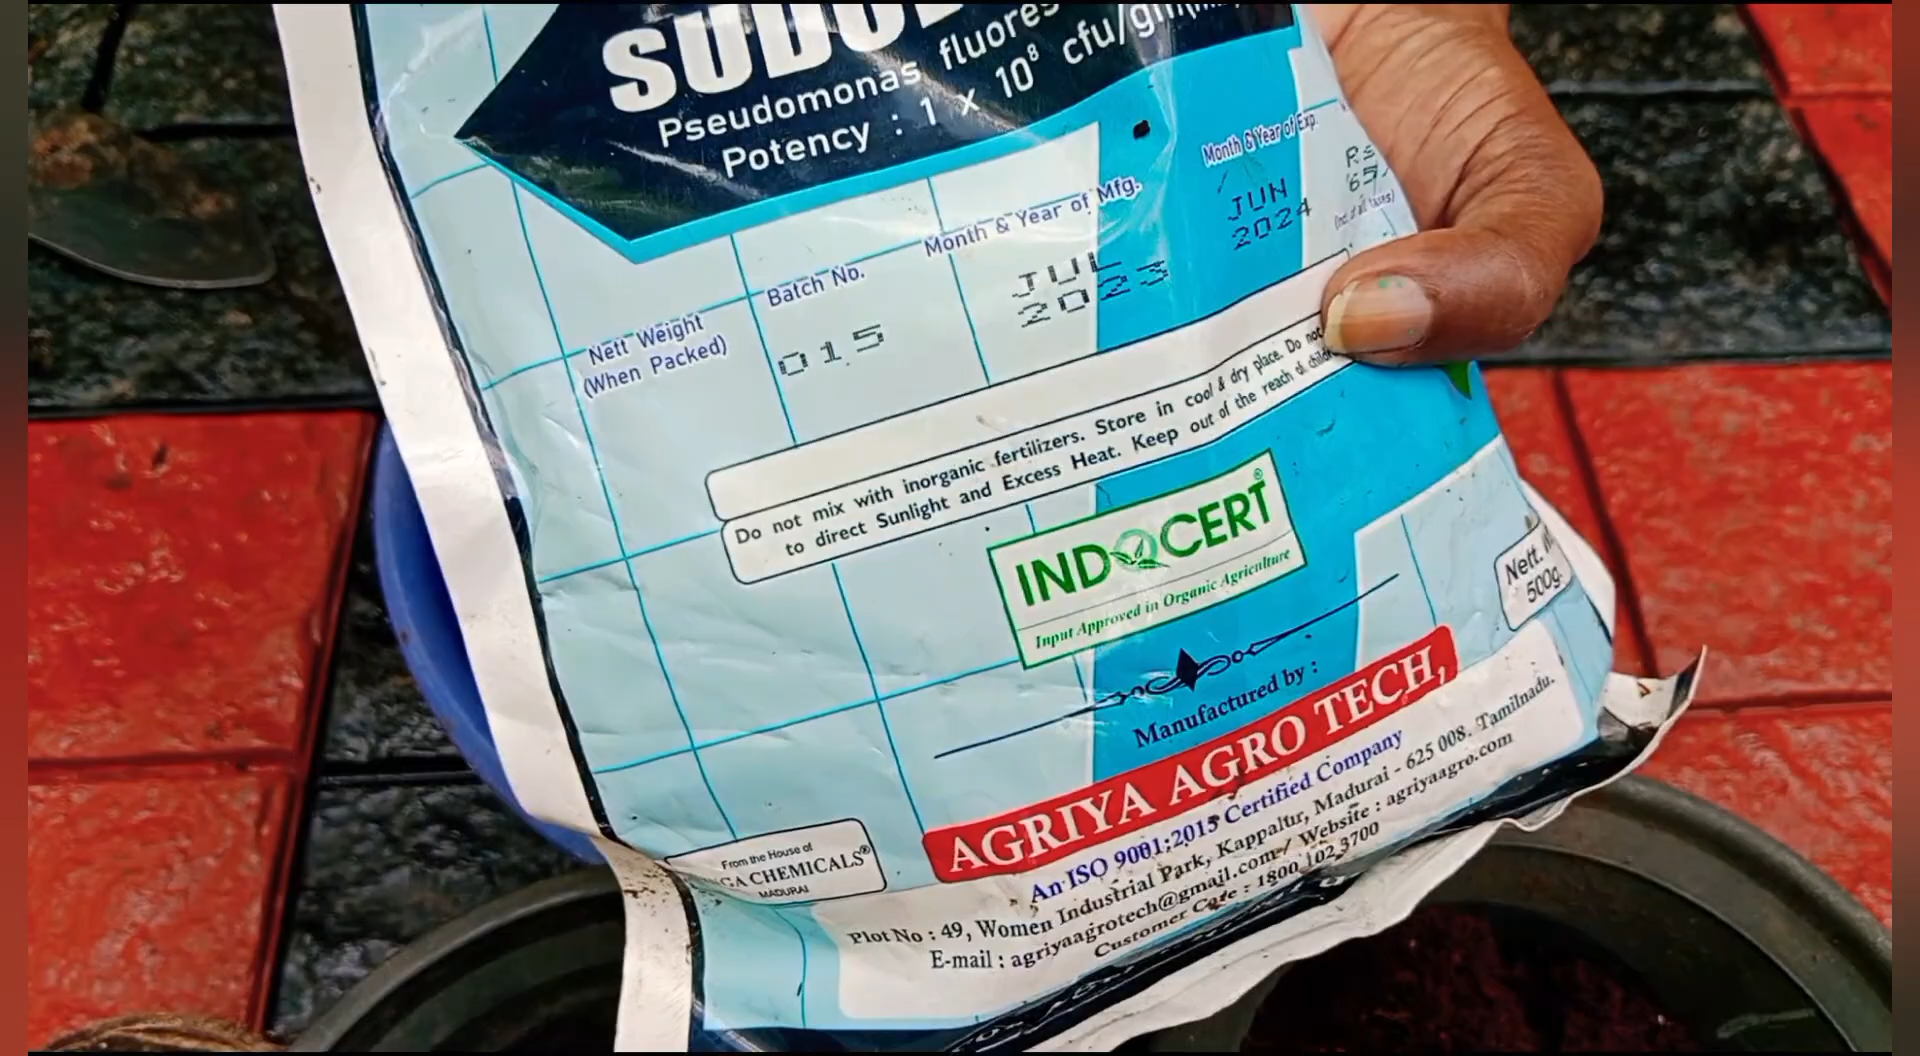 Pseudomonas
Potency : 1 x 10⁸ cfu/gm
Month & Year of Exp.
JUN
2024
Month & Year of Mfg.
JUL
2023
Batch No.
015
Nett Weight
(When Packed)
Do not mix with inorganic fertilizers. Store in cool & dry place. Do not
to direct Sunlight and Excess Heat. Keep out of the reach of
INDOCERT®
Input Approved in Organic Agriculture
Nett.
500g.
Manufactured by :
AGRIYA AGRO TECH,
An ISO 9001:2015 Certified Company
Plot No : 49, Women Industrial Park, Kappalur, Madurai - 625 008. Tamilnadu.
E-mail : agriyaagrotech@gmail.com / Website : agriyaagro.com
Customer Care : 1800 102 3700
From the House of
CHEMICALS®
MADURAI